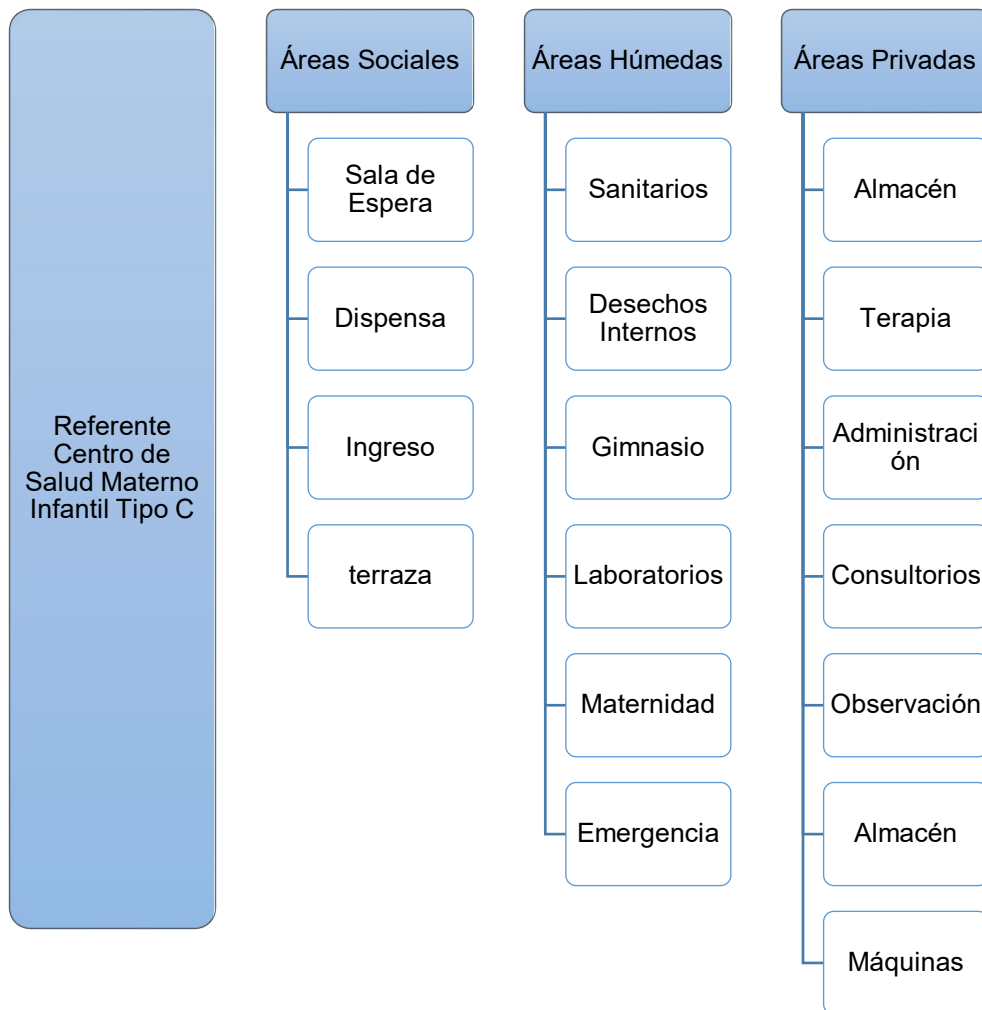 Referente
Centro de
Salud Materno
Infantil Tipo C
Áreas Sociales
Sala de
Espera
Dispensa
Ingreso
terraza
Áreas Húmedas
Sanitarios
Desechos
Internos
Gimnasio
Laboratorios
Maternidad
Emergencia
Áreas Privadas
Almacén
Terapia
Administraci
ón
Consultorios
Observación
Almacén
Máquinas